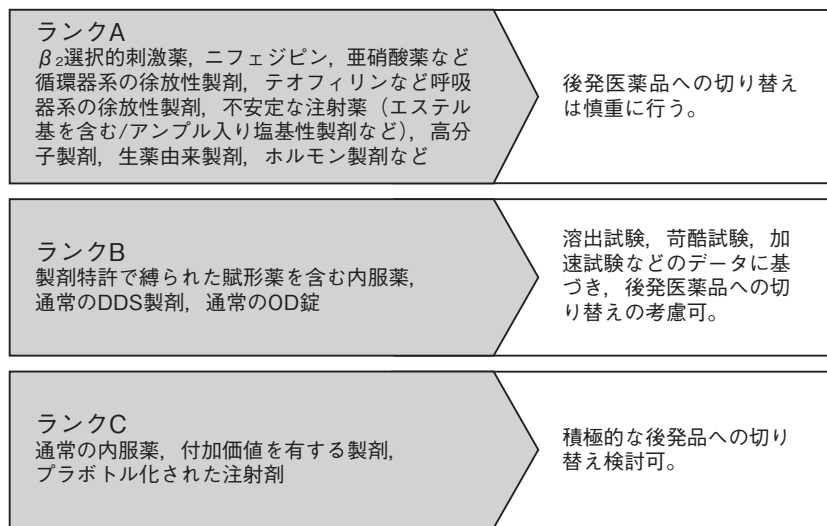 ランクA
β₂選択的刺激薬，ニフェジピン，亜硝酸薬など
循環器系の徐放性製剤，テオフィリンなど呼吸
器系の徐放性製剤，不安定な注射薬（エステル
基を含む/アンプル入り塩基性製剤など），高分
子製剤，生薬由来製剤，ホルモン製剤など
後発医薬品への切り替え
は慎重に行う。
ランクB
製剤特許で縛られた賦形薬を含む内服薬，
通常のDDS製剤，通常のOD錠
溶出試験，苛酷試験，加
速試験などのデータに基
づき，後発医薬品への切
り替えの考慮可。
ランクC
通常の内服薬，付加価値を有する製剤，
プラボトル化された注射剤
積極的な後発品への切り
替え検討可。